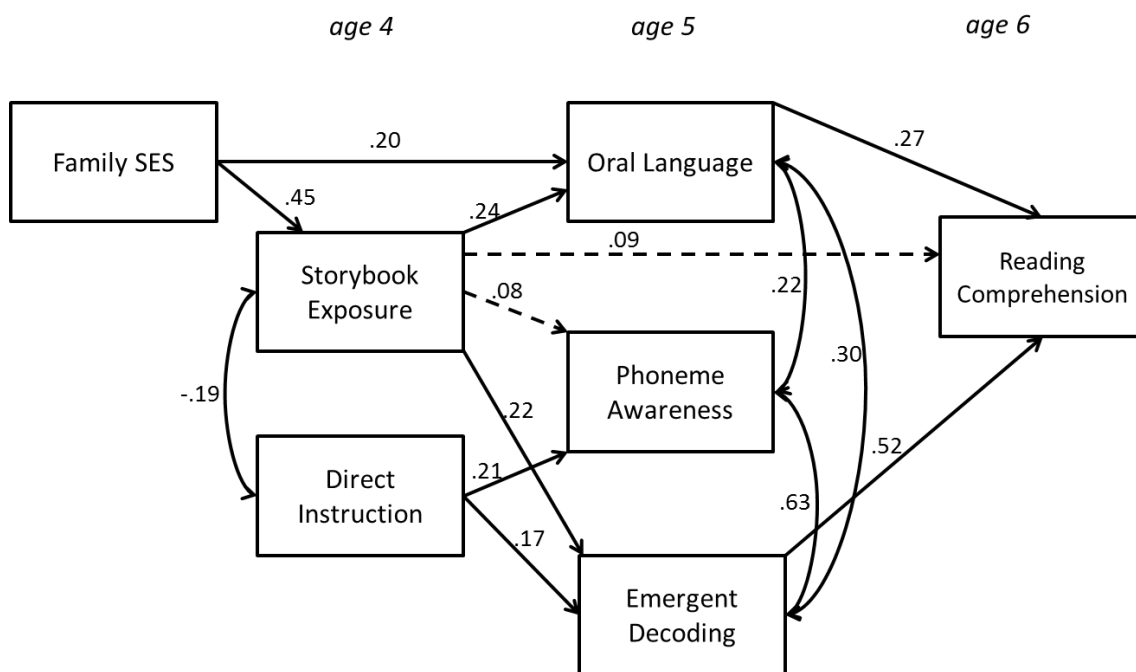 age 4
age 5
age 6
Family SES
.20
Oral Language
.27
.45
.24
.09
Storybook
Exposure
.08
.22
Reading
Comprehension
.30
Phoneme
Awareness
-.19
.22
.52
Direct
Instruction
.21
.63
.17
Emergent
Decoding